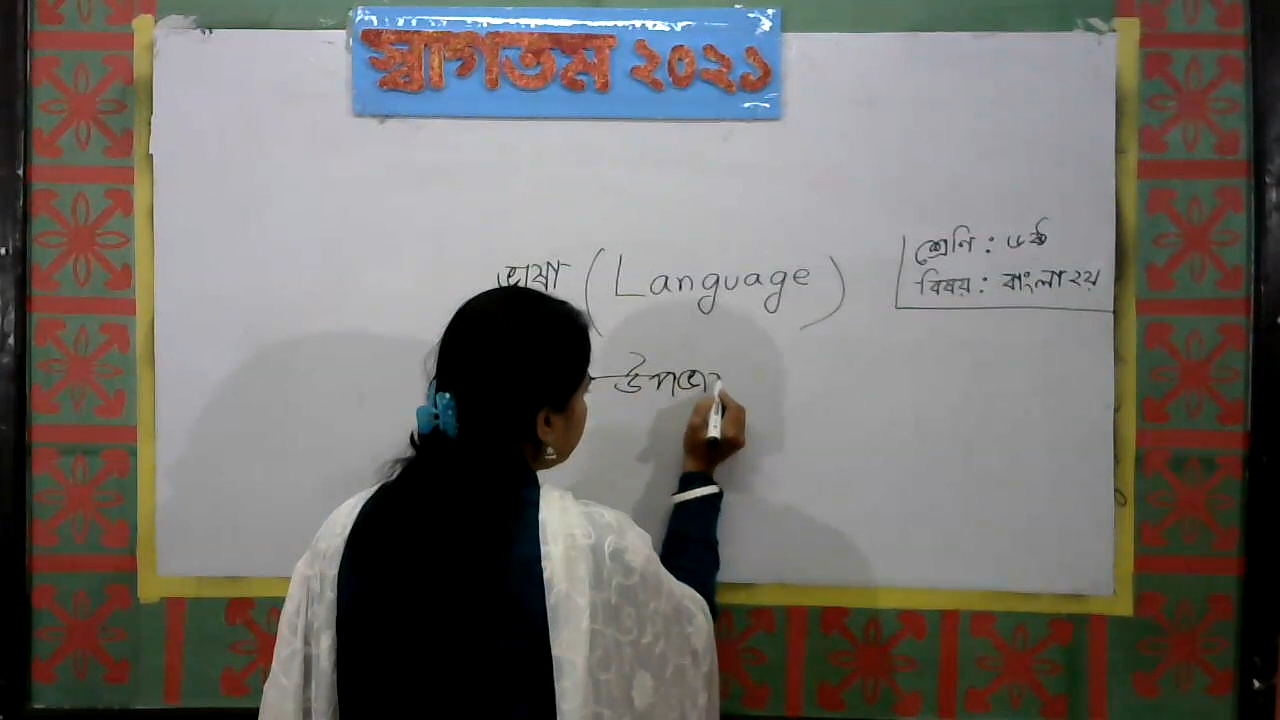 স্বাগতম ২০২১
শ্রেণি : ৬ষ্ঠ
বিষয় : বাংলা ২য়
ভাষা (Language)